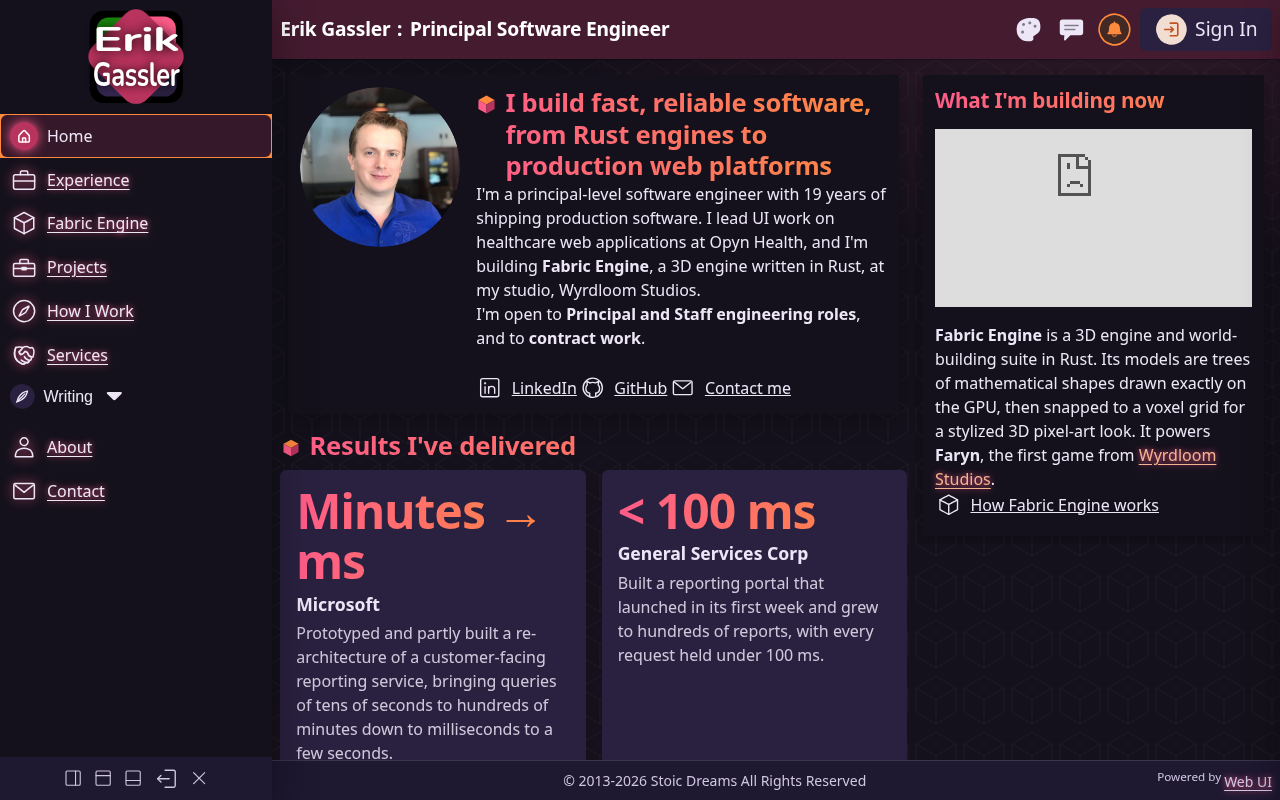 Erik
Gassler
Home
Experience
Fabric Engine
Projects
How I Work
Services
Writing
About
Contact
Erik Gassler : Principal Software Engineer
Sign In
I build fast, reliable software,
from Rust engines to
production web platforms
I'm a principal-level software engineer with 19 years of
shipping production software. I lead UI work on
healthcare web applications at Opyn Health, and I'm
building Fabric Engine, a 3D engine written in Rust, at
my studio, Wyrdloom Studios.
I'm open to Principal and Staff engineering roles,
and to contract work.
LinkedIn GitHub Contact me
Results I've delivered
Minutes →
ms
Microsoft
Prototyped and partly built a re-
architecture of a customer-facing
reporting service, bringing queries
of tens of seconds to hundreds of
minutes down to milliseconds to a
few seconds.
< 100 ms
General Services Corp
Built a reporting portal that
launched in its first week and grew
to hundreds of reports, with every
request held under 100 ms.
What I'm building now
Fabric Engine is a 3D engine and world-
building suite in Rust. Its models are trees
of mathematical shapes drawn exactly on
the GPU, then snapped to a voxel grid for
a stylized 3D pixel-art look. It powers
Faryn, the first game from Wyrdloom
Studios.
How Fabric Engine works
© 2013-2026 Stoic Dreams All Rights Reserved
Powered by Web UI